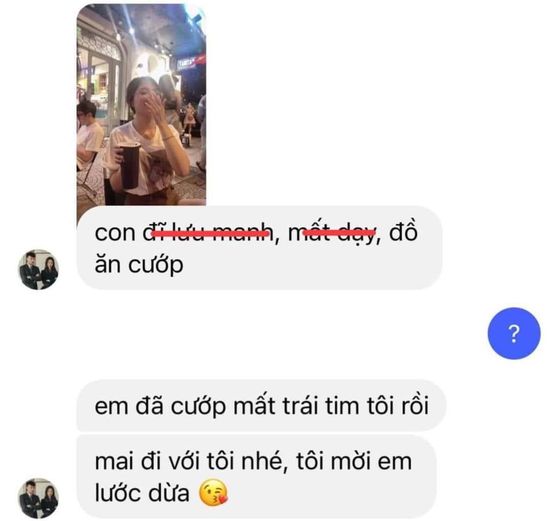 con đĩ lưu manh, mất dạy, đồ
ăn cướp
?
em đã cướp mất trái tim tôi rồi
mai đi với tôi nhé, tôi mời em
lước dừa 😘